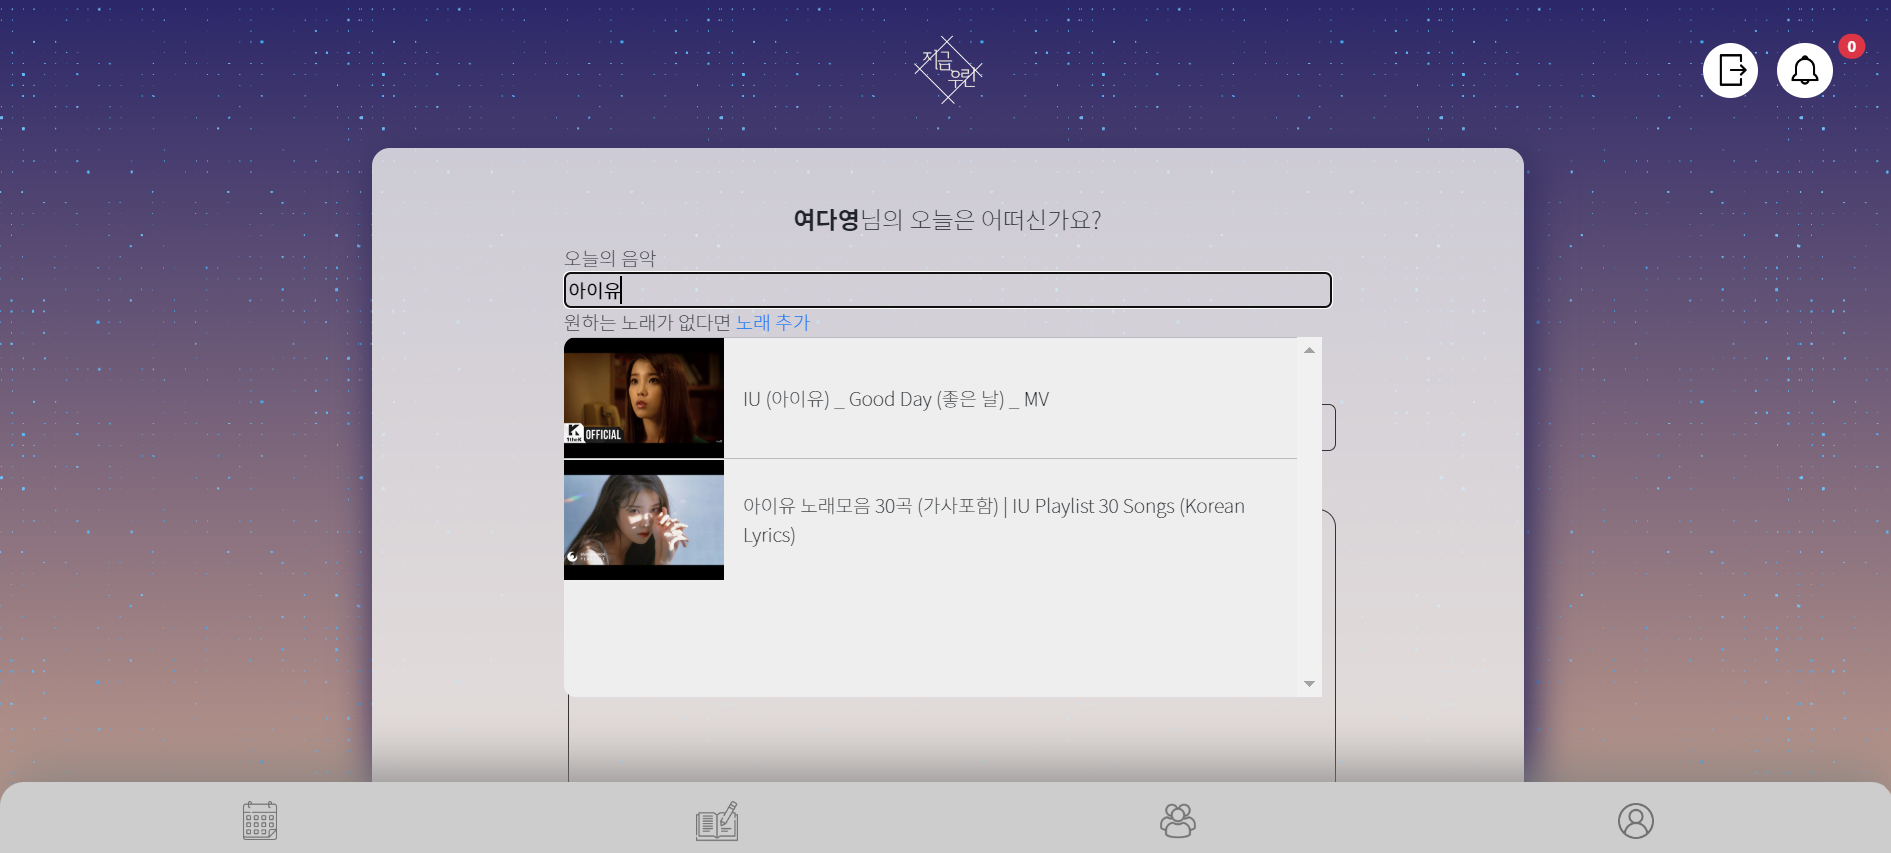 지금
우린
0
여다영님의 오늘은 어떠신가요?
오늘의 음악
아이유
원하는 노래가 없다면 노래 추가
K
1theK
OFFICIAL
IU (아이유) _ Good Day (좋은 날) _ MV
아이유 노래모음 30곡 (가사포함) | IU Playlist 30 Songs (Korean
Lyrics)